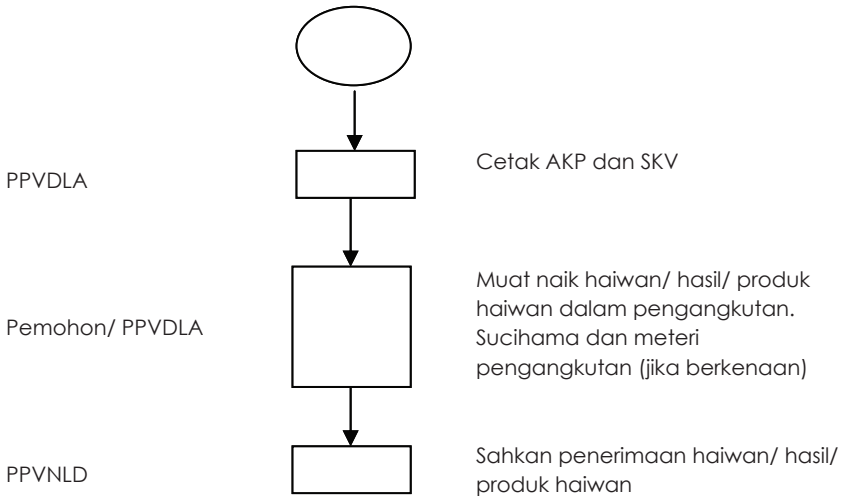 PPVDLA
Cetak AKP dan SKV
Pemohon/ PPVDLA
Muat naik haiwan/ hasil/ produk
haiwan dalam pengangkutan.
Sucihama dan meteri
pengangkutan (jika berkenaan)
PPVNLD
Sahkan penerimaan haiwan/ hasil/
produk haiwan